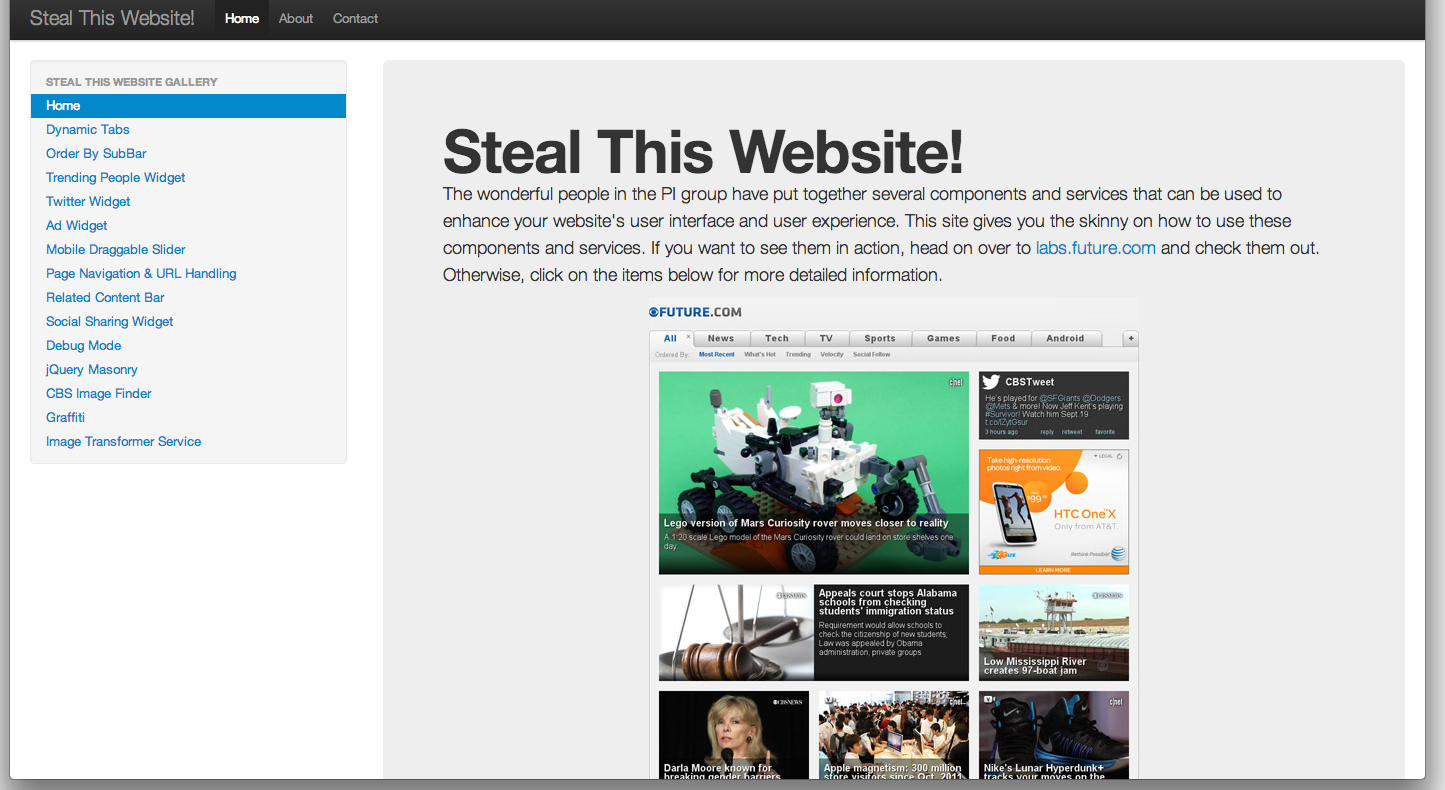 Steal This Website! Home About Contact
STEAL THIS WEBSITE GALLERY
Home
Dynamic Tabs
Order By SubBar
Trending People Widget
Twitter Widget
Ad Widget
Mobile Draggable Slider
Page Navigation & URL Handling
Related Content Bar
Social Sharing Widget
Debug Mode
jQuery Masonry
CBS Image Finder
Graffiti
Image Transformer Service
Steal This Website!
The wonderful people in the PI group have put together several components and services that can be used to
enhance your website's user interface and user experience. This site gives you the skinny on how to use these
components and services. If you want to see them in action, head on over to labs.future.com and check them out.
Otherwise, click on the items below for more detailed information.
FUTURE.COM
All × News Tech TV Sports Games Food Android +
Ordered By: Most Recent What's Hot Trending Velocity Social Fellow
c|net
Lego version of Mars Curiosity rover moves closer to reality
A 1:20 scale Lego model of the Mars Curiosity rover could land on store shelves one
day.
CBSTweet
He's played for @SFGiants @Dodgers
@Mets & more! Now Jeff Kent's playing
#Survivor! Watch him Sept.19
t.co/IZytGsur
3 hours ago reply retweet favorite
Take high-resolution
photos right from video.
LEGAL
99
HTC One X
Only from AT&T.
4G LTE
Rethink Possible
AT&T
LEARN MORE
CBSNEWS
Appeals court stops Alabama
schools from checking
students' immigration status
Requirement would allow schools to
check the citizenship of new students;
Law was appealed by Obama
administration, private groups
CBSNEWS
Low Mississippi River
creates 97-boat jam
CBSNEWS
Darla Moore known for
breaking gender barriers
c|net
Apple magnetism: 300 million
store visitors since Oct. 2011
c|net
Nike's Lunar Hyperdunk+
tracks your moves on the